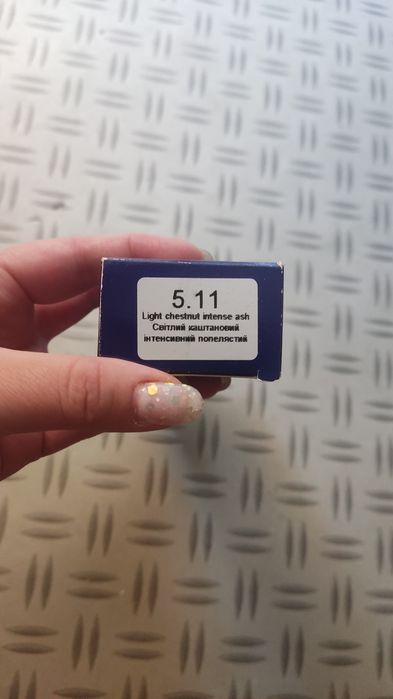 5.11
Light chestnut intense ash
Світлий каштановий
інтенсивний попелястий